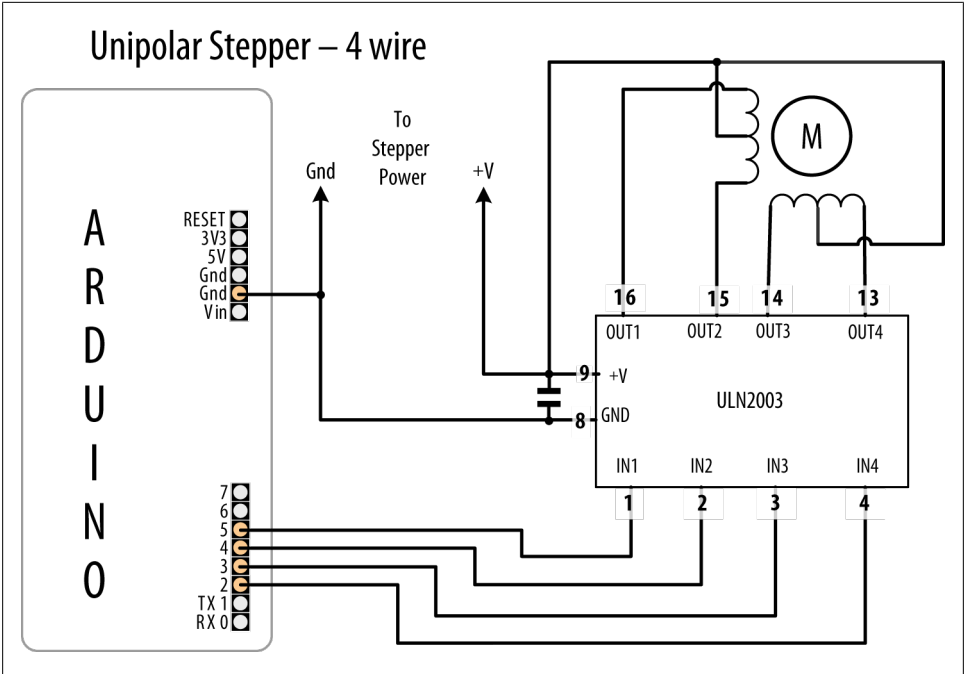 Unipolar Stepper – 4 wire
To
Stepper
Power
Gnd
+V
M
ARDUINO
RESET
3V3
5V
Gnd
Gnd
Vin
7
6
5
4
3
2
TX 1
RX 0
16
15
14
13
OUT1
OUT2
OUT3
OUT4
9
+V
ULN2003
8
GND
IN1
IN2
IN3
IN4
1
2
3
4